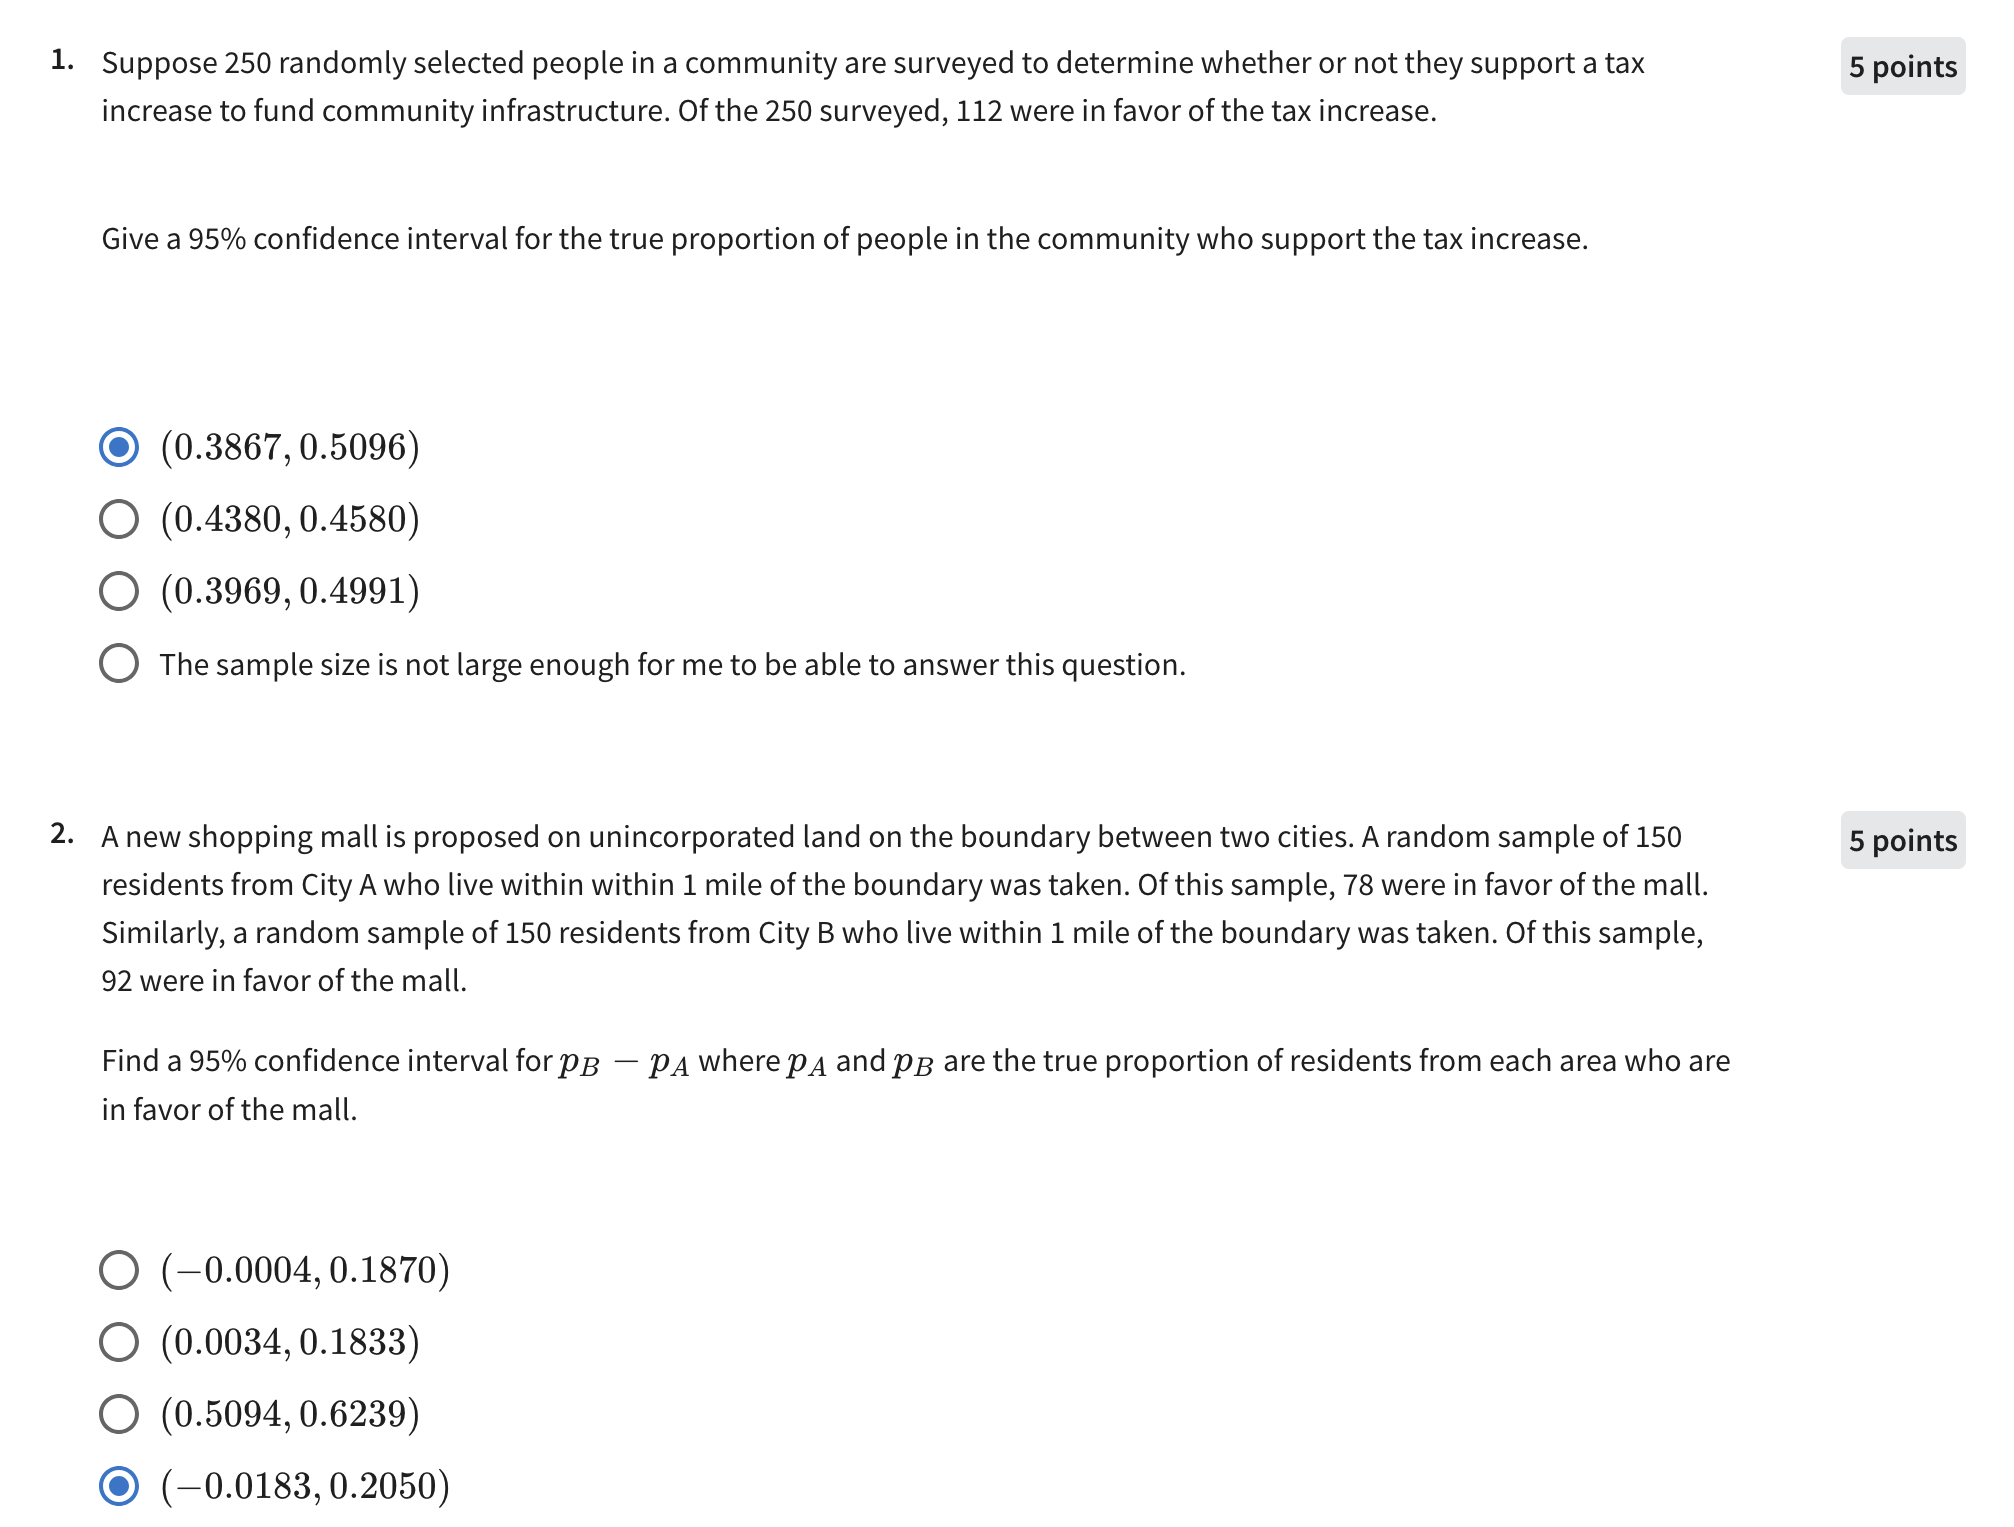 1. Suppose 250 randomly selected people in a community are surveyed to determine whether or not they support a tax
5 points
increase to fund community infrastructure. Of the 250 surveyed, 112 were in favor of the tax increase.
Give a 95% confidence interval for the true proportion of people in the community who support the tax increase.
(0.3867, 0.5096)
(0.4380, 0.4580)
(0.3969, 0.4991)
The sample size is not large enough for me to be able to answer this question.
2. A new shopping mall is proposed on unincorporated land on the boundary between two cities. A random sample of 150
5 points
residents from City A who live within within 1 mile of the boundary was taken. Of this sample, 78 were in favor of the mall.
Similarly, a random sample of 150 residents from City B who live within 1 mile of the boundary was taken. Of this sample,
92 were in favor of the mall.
Find a 95% confidence interval for p_B − p_A where p_A and p_B are the true proportion of residents from each area who are
in favor of the mall.
(−0.0004, 0.1870)
(0.0034, 0.1833)
(0.5094, 0.6239)
(−0.0183, 0.2050)